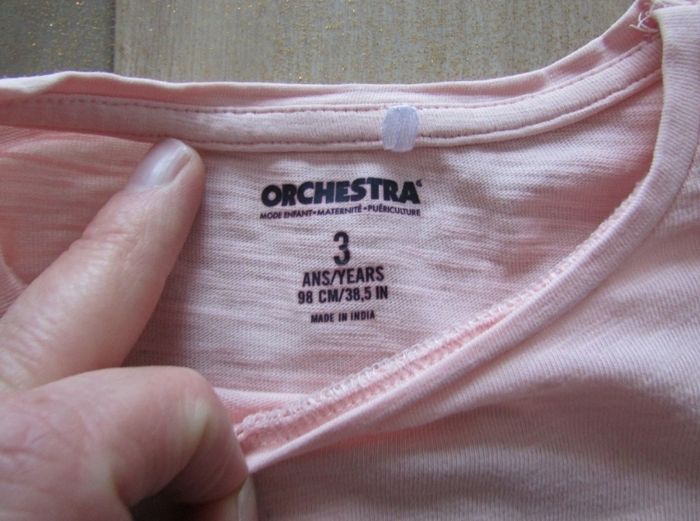 ORCHESTRA
MODE ENFANT•MATERNITÉ•PUÉRICULTURE
3
ANS/YEARS
98 CM/38,5 IN
MADE IN INDIA